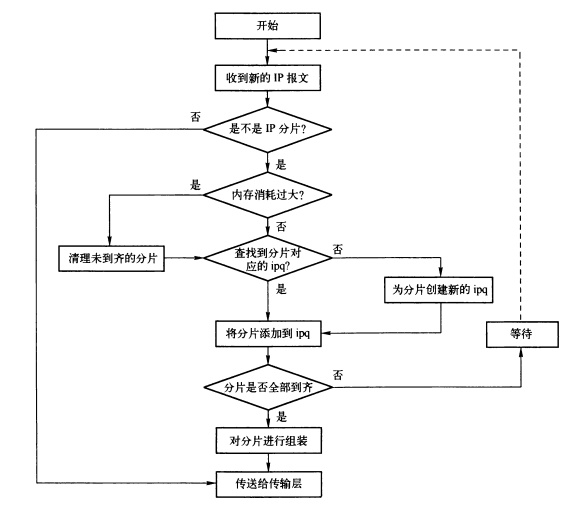 开始
收到新的 IP 报文
否
是不是 IP 分片?
是
是
内存消耗过大?
否
清理未到齐的分片
查找到分片对
应的 ipq?
否
是
为分片创建新的 ipq
将分片添加到 ipq
等待
分片是否全部到齐
否
是
对分片进行组装
传送给传输层